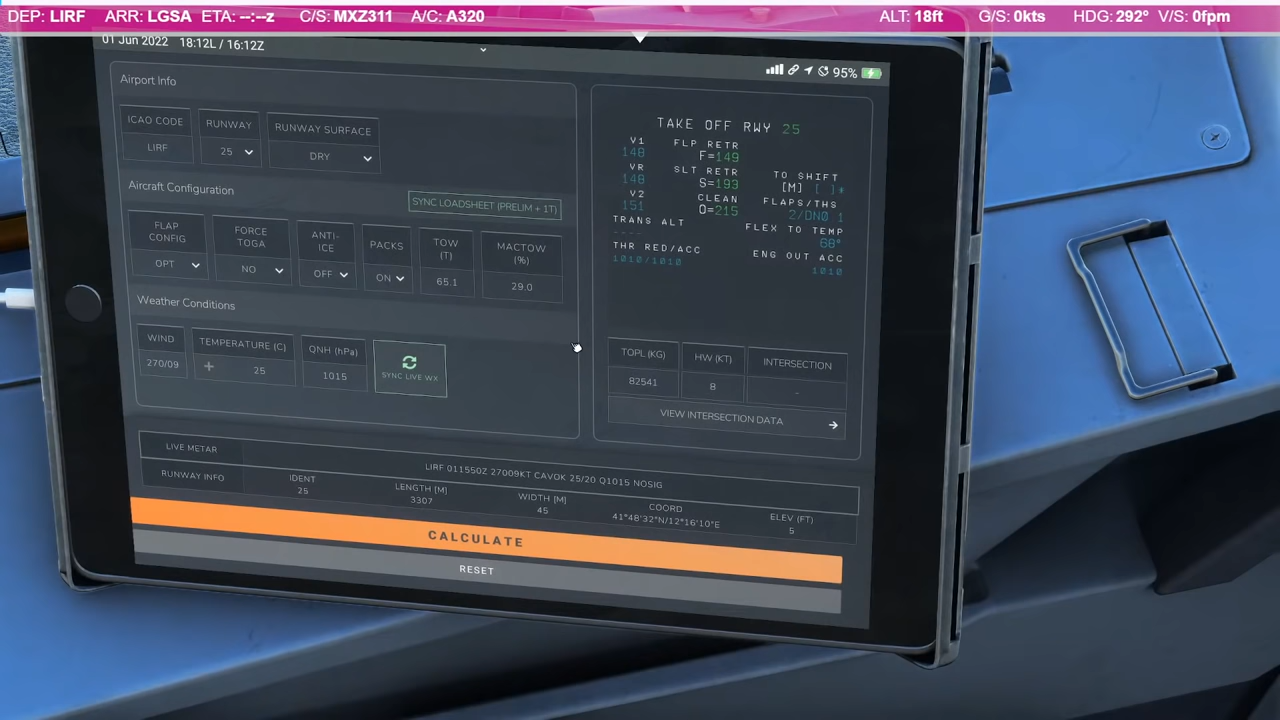 DEP: LIRF ARR: LGSA ETA: --:--z C/S: MXZ311 A/C: A320 ALT: 18ft G/S: 0kts HDG: 292° V/S: 0fpm
01 Jun 2022 18:12L / 16:12Z 95%
Airport Info
ICAO CODE RUNWAY RUNWAY SURFACE
LIRF 25 DRY
Aircraft Configuration
SYNC LOADSHEET (PRELIM + 1T)
FLAP CONFIG FORCE TOGA ANTI-ICE PACKS TOW (T) MACTOW (%)
OPT NO OFF ON 65.1 29.0
Weather Conditions
WIND TEMPERATURE (C) QNH (hPa)
270/09 + 25 1015 SYNC LIVE WX
TAKE OFF RWY 25
V1 FLP RETR
148 F=149
VR SLT RETR TO SHIFT
148 S=193 [M] [ ]*
V2 CLEAN FLAPS/THS
151 O=215 2/DN0 1
TRANS ALT FLEX TO TEMP
---- 68°
THR RED/ACC ENG OUT ACC
1010/1010 1010
TOPL (KG) HW (KT) INTERSECTION
82541 8 -
VIEW INTERSECTION DATA
LIVE METAR LIRF 011550Z 27009KT CAVOK 25/20 Q1015 NOSIG
RUNWAY INFO IDENT LENGTH (M) WIDTH (M) COORD ELEV (FT)
25 3307 45 41°48'32"N/12°16'10"E 5
CALCULATE
RESET